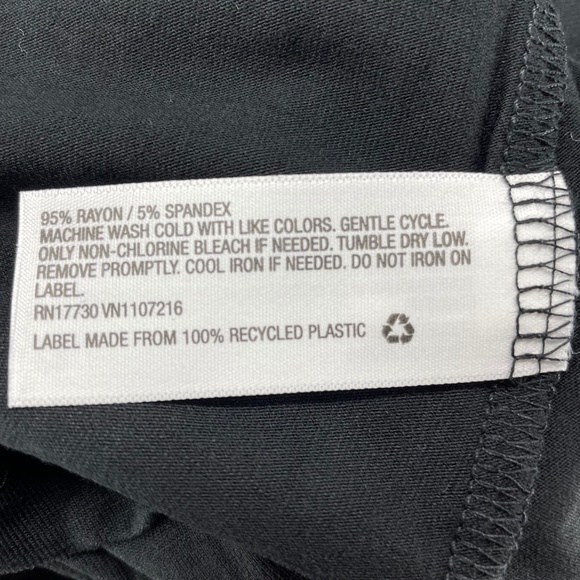 95% RAYON / 5% SPANDEX
MACHINE WASH COLD WITH LIKE COLORS. GENTLE CYCLE.
ONLY NON-CHLORINE BLEACH IF NEEDED. TUMBLE DRY LOW.
REMOVE PROMPTLY. COOL IRON IF NEEDED. DO NOT IRON ON
LABEL.
RN17730 VN1107216
LABEL MADE FROM 100% RECYCLED PLASTIC